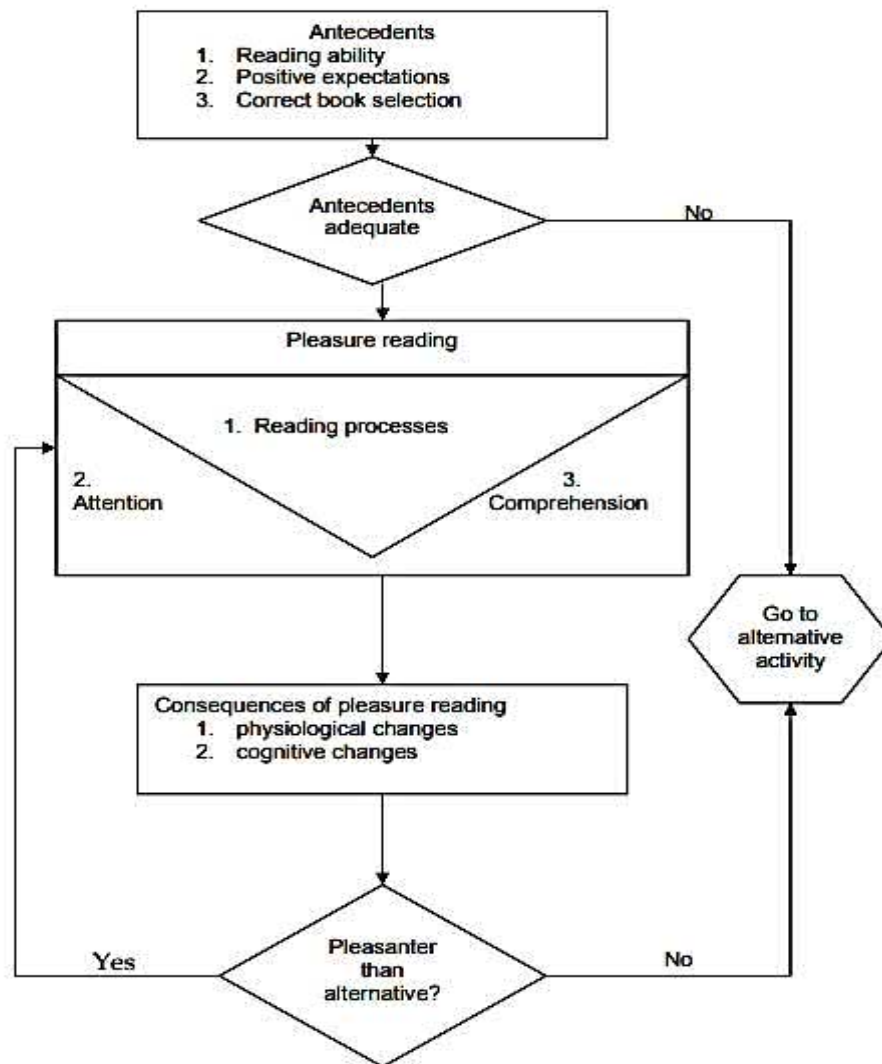 Antecedents
1. Reading ability
2. Positive expectations
3. Correct book selection
Antecedents
adequate
No
Pleasure reading
1. Reading processes
2.
Attention
3.
Comprehension
Go to
alternative
activity
Consequences of pleasure reading
1. physiological changes
2. cognitive changes
Pleasanter
than
alternative?
Yes
No